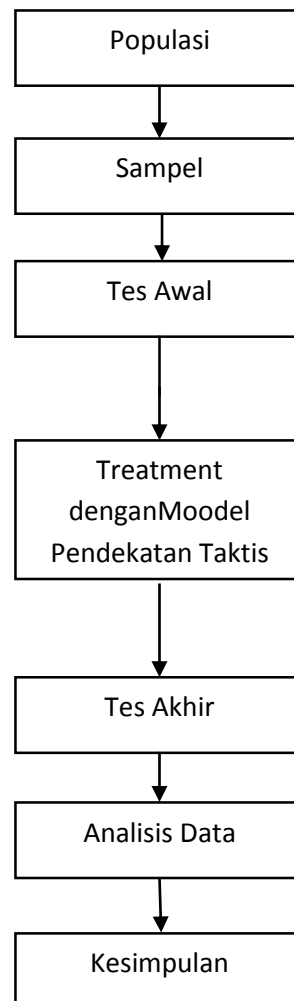 Populasi
Sampel
Tes Awal
Treatment
denganMoodel
Pendekatan Taktis
Tes Akhir
Analisis Data
Kesimpulan